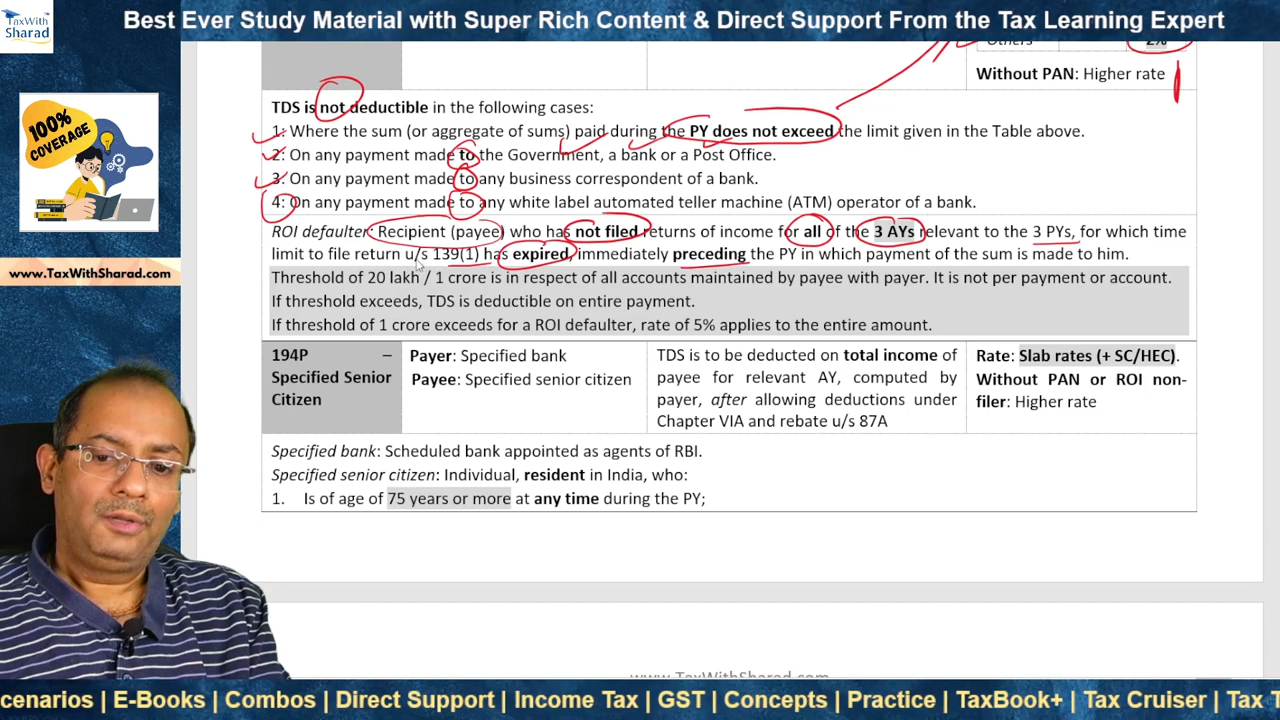 Best Ever Study Material with Super Rich Content & Direct Support From the Tax Learning Expert
TaxWith
Sharad
100%
COVERAGE
www.TaxWithSharad.com
Others
2%
Without PAN: Higher rate
TDS is not deductible in the following cases:
1: Where the sum (or aggregate of sums) paid during the PY does not exceed the limit given in the Table above.
2: On any payment made to the Government, a bank or a Post Office.
3: On any payment made to any business correspondent of a bank.
4: On any payment made to any white label automated teller machine (ATM) operator of a bank.
ROI defaulter: Recipient (payee) who has not filed returns of income for all of the 3 AYs relevant to the 3 PYs, for which time
limit to file return u/s 139(1) has expired, immediately preceding the PY in which payment of the sum is made to him.
Threshold of 20 lakh / 1 crore is in respect of all accounts maintained by payee with payer. It is not per payment or account.
If threshold exceeds, TDS is deductible on entire payment.
If threshold of 1 crore exceeds for a ROI defaulter, rate of 5% applies to the entire amount.
194P –
Specified Senior
Citizen
Payer: Specified bank
Payee: Specified senior citizen
TDS is to be deducted on total income of
payee for relevant AY, computed by
payer, after allowing deductions under
Chapter VIA and rebate u/s 87A
Rate: Slab rates (+ SC/HEC).
Without PAN or ROI non-
filer: Higher rate
Specified bank: Scheduled bank appointed as agents of RBI.
Specified senior citizen: Individual, resident in India, who:
1. Is of age of 75 years or more at any time during the PY;
www.TaxWithSharad.com
cenarios | E-Books | Combos | Direct Support | Income Tax | GST | Concepts | Practice | TaxBook+ | Tax Cruiser | Tax T